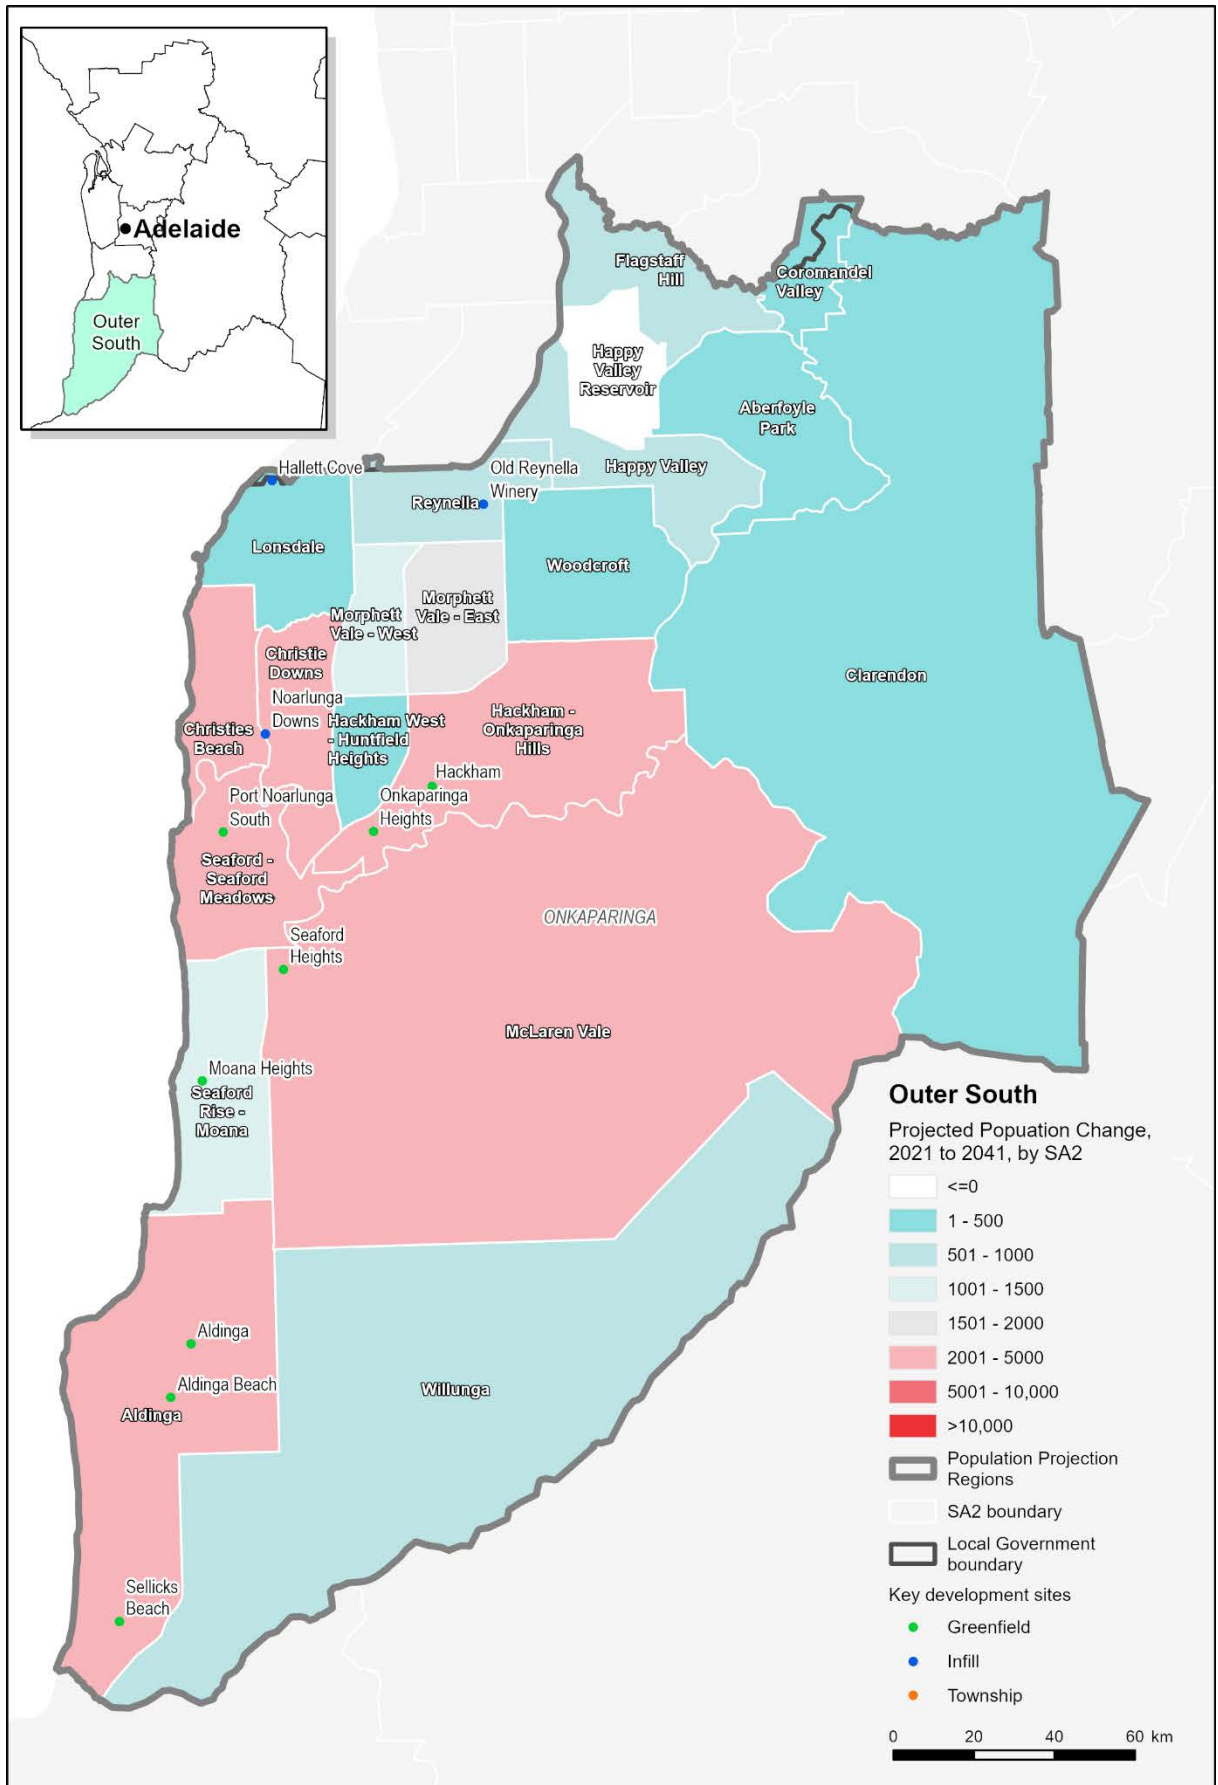 Adelaide
Outer
South
Flagstaff
Hill
Coromandel
Valley
Happy
Valley
Reservoir
Aberfoyle
Park
Happy Valley
Hallett Cove
Old Reynella
Winery
Reynella
Lonsdale
Woodcroft
Morphett
Vale - West
Morphett
Vale - East
Christie
Downs
Clarendon
Noarlunga
Downs
Christies
Beach
Hackham West
- Huntfield
Heights
Hackham -
Onkaparinga
Hills
Hackham
Port Noarlunga
South
Onkaparinga
Heights
Seaford -
Seaford
Meadows
ONKAPARINGA
Seaford
Heights
McLaren Vale
Moana Heights
Seaford
Rise -
Moana
Aldinga
Aldinga Beach
Aldinga
Willunga
Sellicks
Beach
Outer South
Projected Popuation Change,
2021 to 2041, by SA2
<=0
1 - 500
501 - 1000
1001 - 1500
1501 - 2000
2001 - 5000
5001 - 10,000
>10,000
Population Projection
Regions
SA2 boundary
Local Government
boundary
Key development sites
Greenfield
Infill
Township
0 20 40 60 km